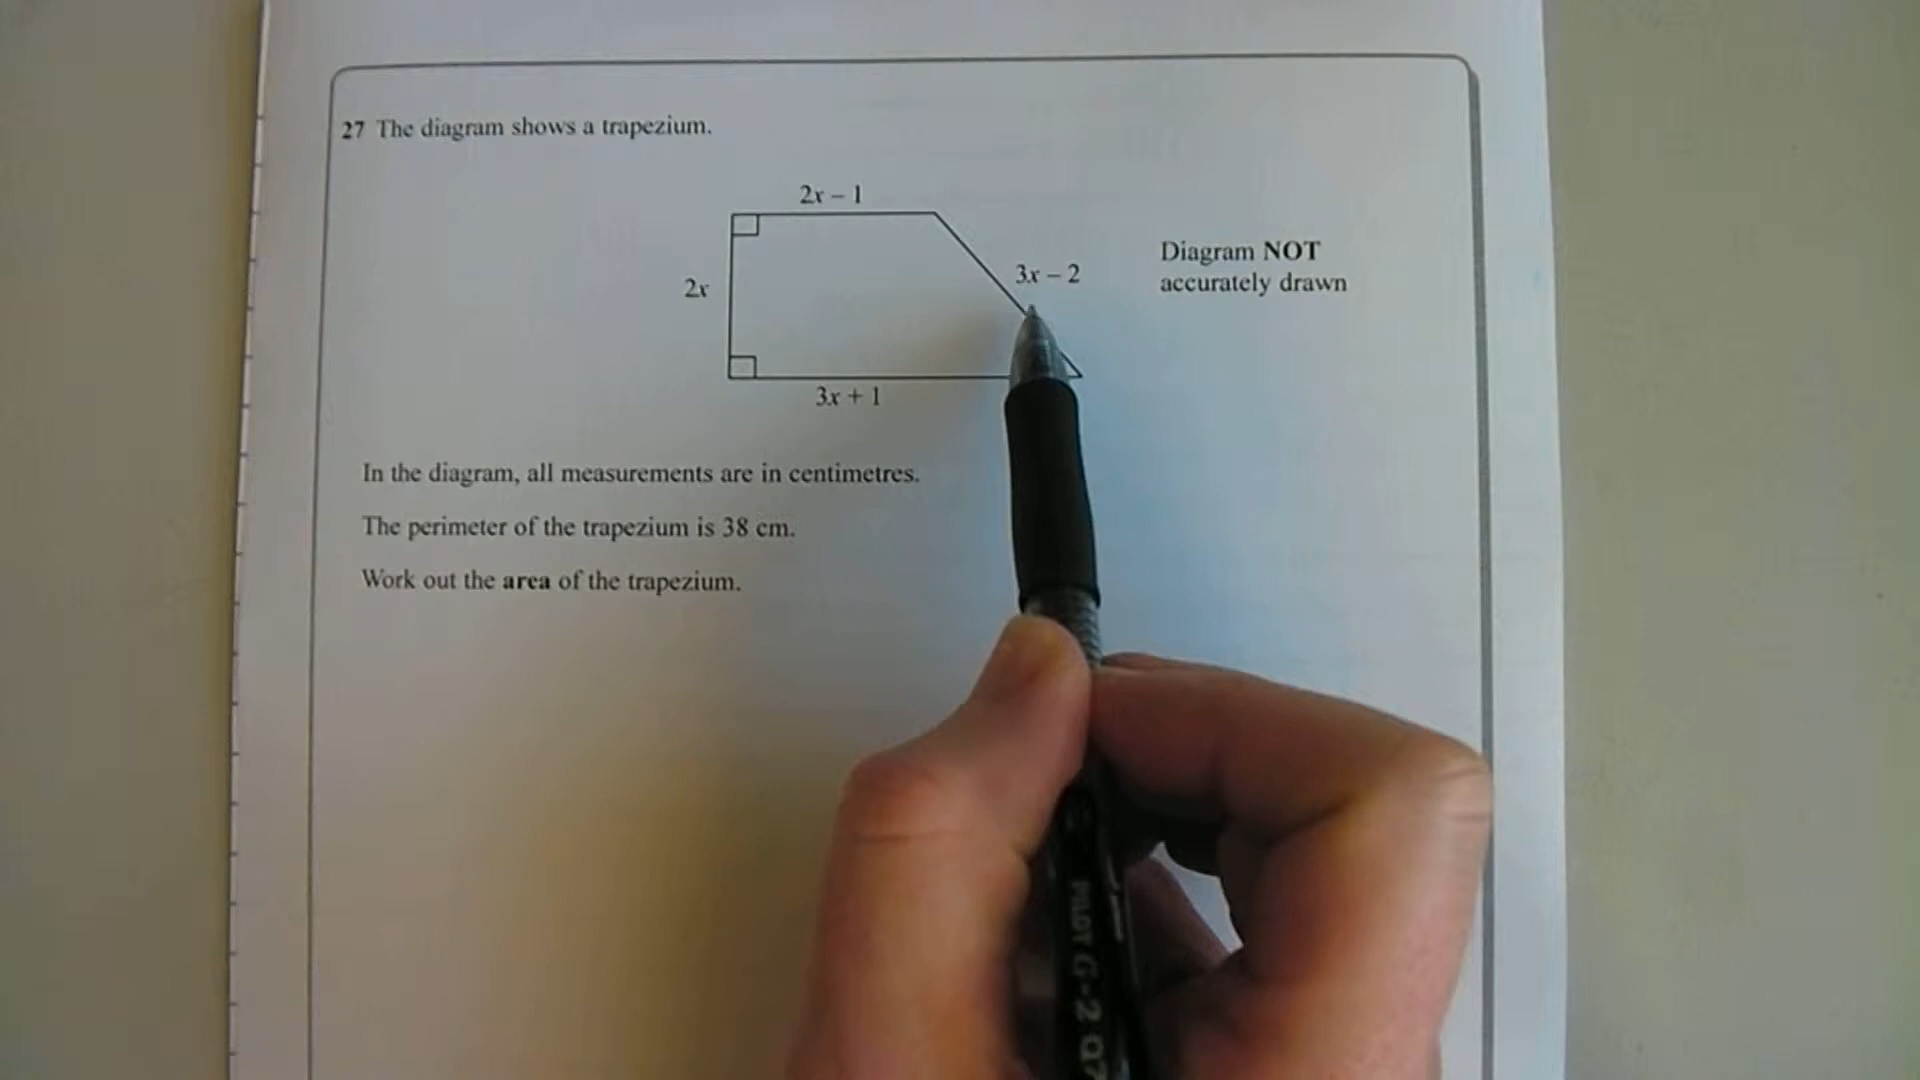 27 The diagram shows a trapezium.
2x – 1
2x
3x – 2
3x + 1
Diagram NOT
accurately drawn
In the diagram, all measurements are in centimetres.
The perimeter of the trapezium is 38 cm.
Work out the area of the trapezium.
PILOT G-2 07